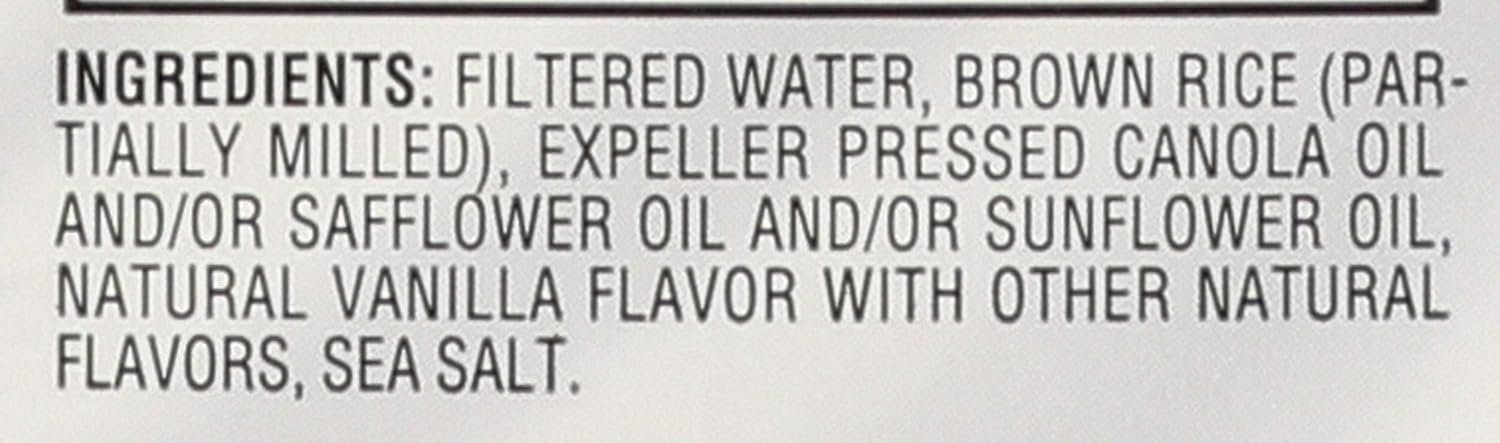 INGREDIENTS: FILTERED WATER, BROWN RICE (PAR-
TIALLY MILLED), EXPELLER PRESSED CANOLA OIL
AND/OR SAFFLOWER OIL AND/OR SUNFLOWER OIL,
NATURAL VANILLA FLAVOR WITH OTHER NATURAL
FLAVORS, SEA SALT.